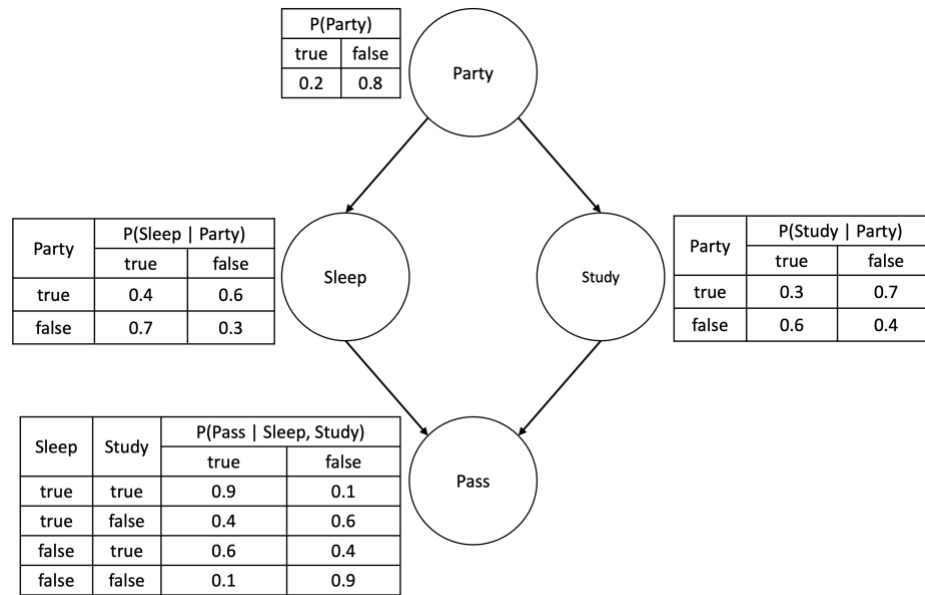 P(Party)
true false
0.2 0.8
Party
Party P(Sleep | Party)
true false
true 0.4 0.6
false 0.7 0.3
Sleep
Study
Party P(Study | Party)
true false
true 0.3 0.7
false 0.6 0.4
Sleep Study P(Pass | Sleep, Study)
true false
true true 0.9 0.1
true false 0.4 0.6
false true 0.6 0.4
false false 0.1 0.9
Pass